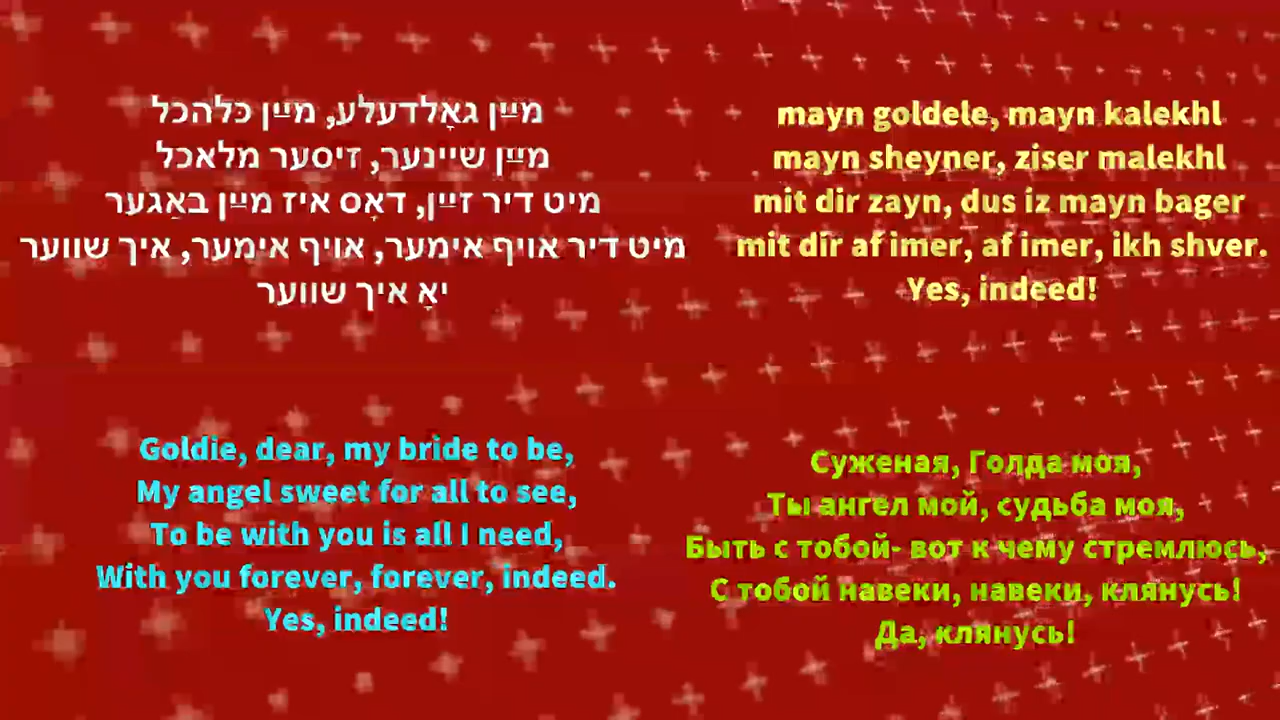 מײַן גאָלדעלע, מײַן כּלהכל
מײַן שיינער, זיסער מלאכל
מיט דיר זײַן, דאָס איז מײַן באַגער
מיט דיר אויף אימער, אויף אימער, איך שווער
יאָ איך שווער
mayn goldele, mayn kalekhl
mayn sheyner, ziser malekhl
mit dir zayn, dus iz mayn bager
mit dir af imer, af imer, ikh shver.
Yes, indeed!
Goldie, dear, my bride to be,
My angel sweet for all to see,
To be with you is all I need,
With you forever, forever, indeed.
Yes, indeed!
Суженая, Голда моя,
Ты ангел мой, судьба моя,
Быть с тобой- вот к чему стремлюсь,
С тобой навеки, навеки, клянусь!
Да, клянусь!